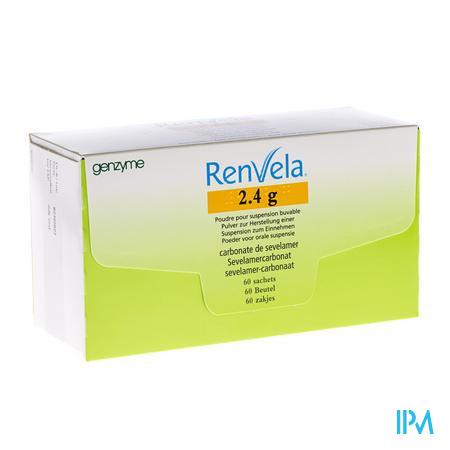 genzyme
Renvela®
2.4 g
Poudre pour suspension buvable
Pulver zur Herstellung einer
Suspension zum Einnehmen
Poeder voor orale suspensie
carbonate de sevelamer
Sevelamercarbonat
sevelamer-carbonaat
60 sachets
60 Beutel
60 zakjes
IPM